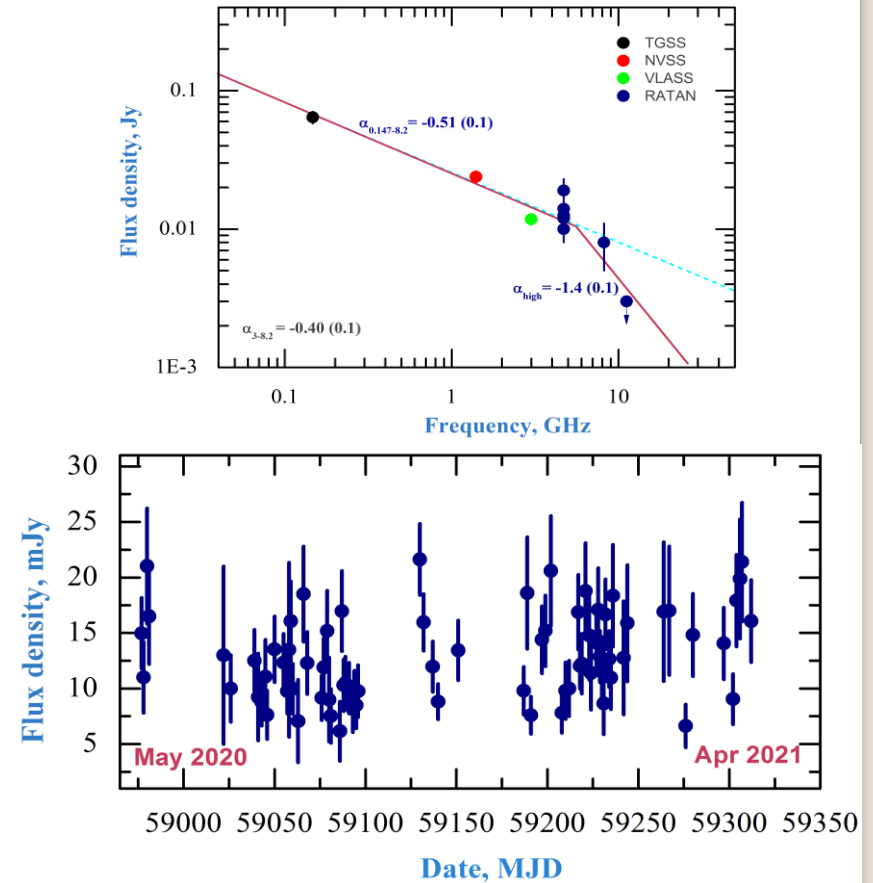 TGSS
NVSS
VLASS
RATAN
0.1
0.01
1E-3
Flux density, Jy
α0.147-8.2= -0.51 (0.1)
αhigh= -1.4 (0.1)
α3-8.2= -0.40 (0.1)
0.1 1 10
Frequency, GHz
30
25
20
15
10
5
Flux density, mJy
May 2020 Apr 2021
59000 59050 59100 59150 59200 59250 59300 59350
Date, MJD